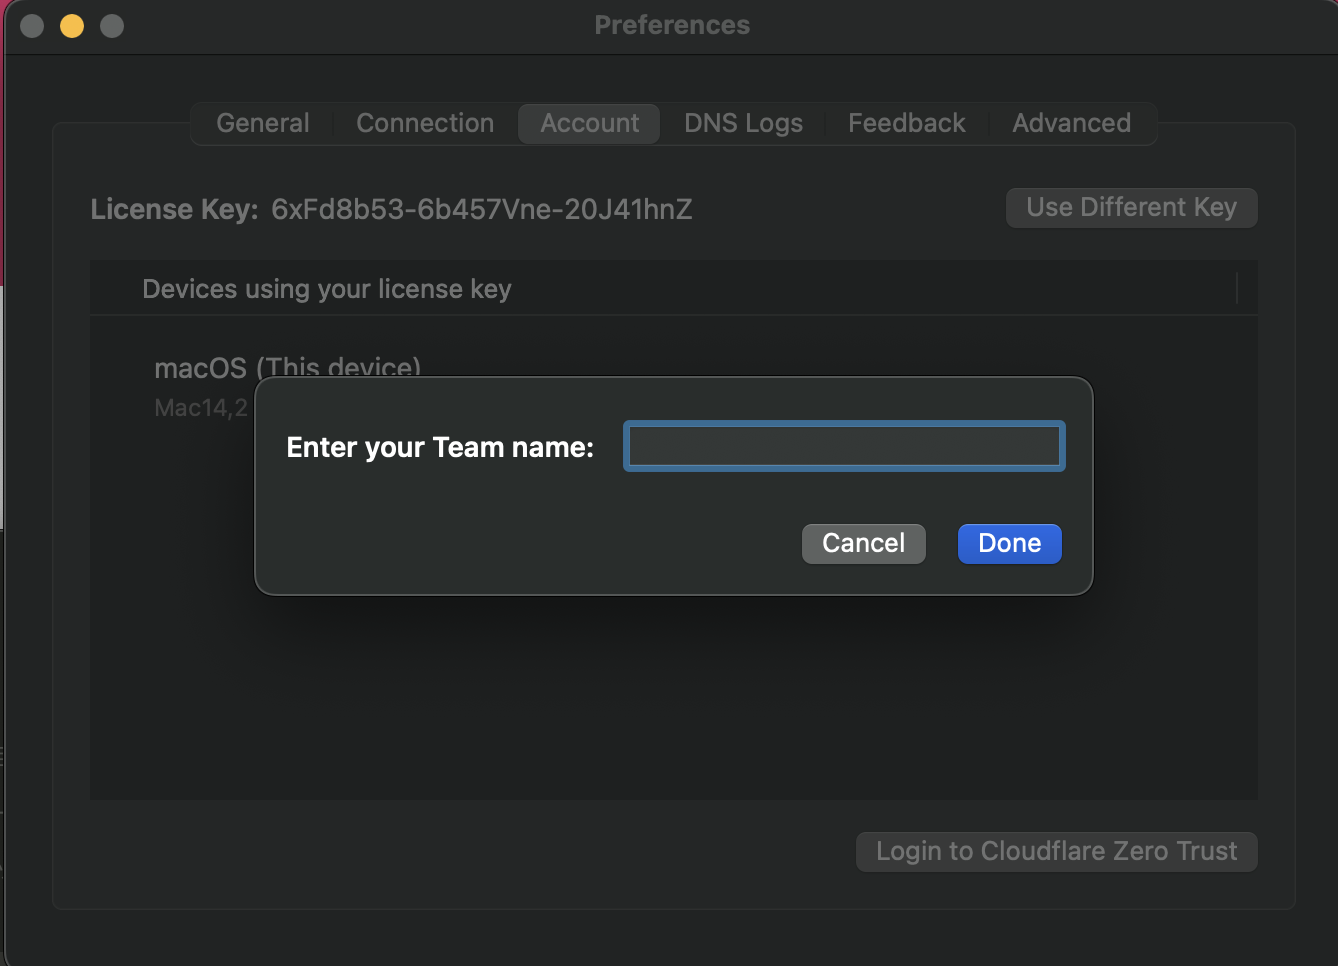 Preferences
General Connection Account DNS Logs Feedback Advanced
License Key: 6xFd8b53-6b457Vne-20J41hnZ Use Different Key
Devices using your license key
macOS (This device)
Mac14,2
Enter your Team name:
Cancel Done
Login to Cloudflare Zero Trust